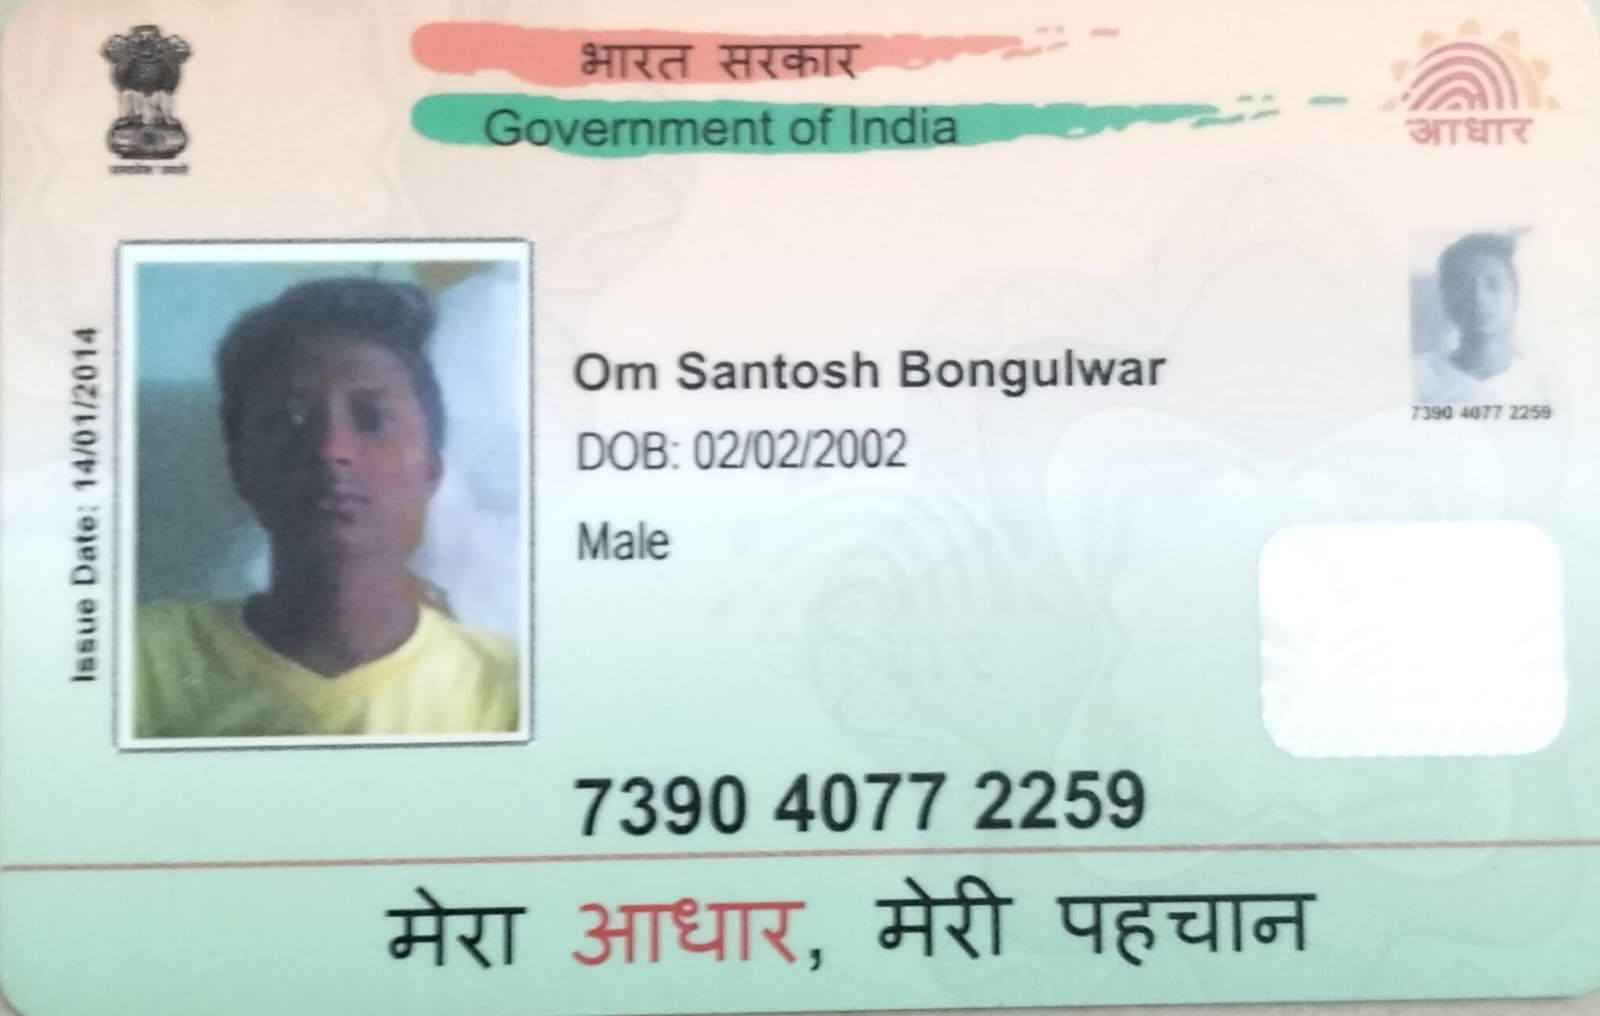 भारत सरकार
Government of India
आधार
Issue Date: 14/01/2014
Om Santosh Bongulwar
DOB: 02/02/2002
Male
7390 4077 2259
7390 4077 2259
मेरा आधार, मेरी पहचान